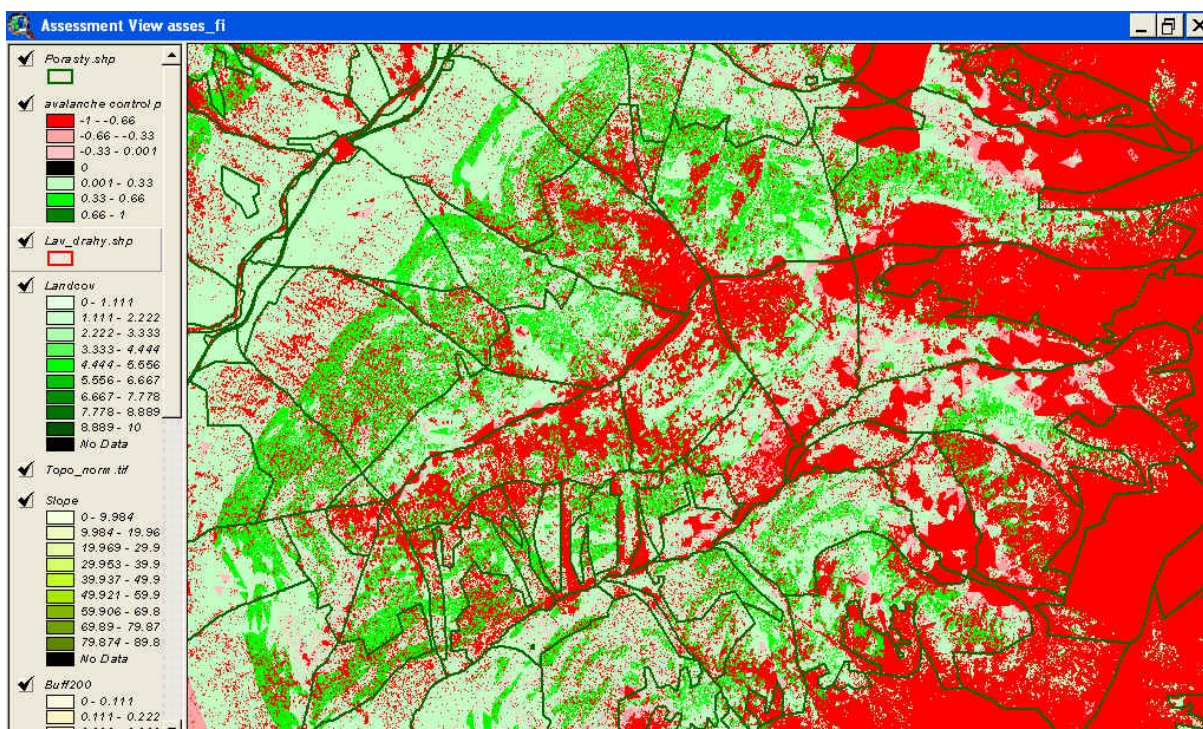 Assessment View asses_fi
Porasty.shp
avalanche control p
-1 - -0.66
-0.66 - -0.33
-0.33 - 0.001
0
0.001 - 0.33
0.33 - 0.66
0.66 - 1
Lav_drahy.shp
Landcov
0 - 1.111
1.111 - 2.222
2.222 - 3.333
3.333 - 4.444
4.444 - 5.556
5.556 - 6.667
6.667 - 7.778
7.778 - 8.889
8.889 - 10
No Data
Topo_norm.tif
Slope
0 - 9.984
9.984 - 19.96
19.969 - 29.9
29.953 - 39.9
39.937 - 49.9
49.921 - 59.9
59.906 - 69.8
69.89 - 79.87
79.874 - 89.8
No Data
Buff200
0 - 0.111
0.111 - 0.222